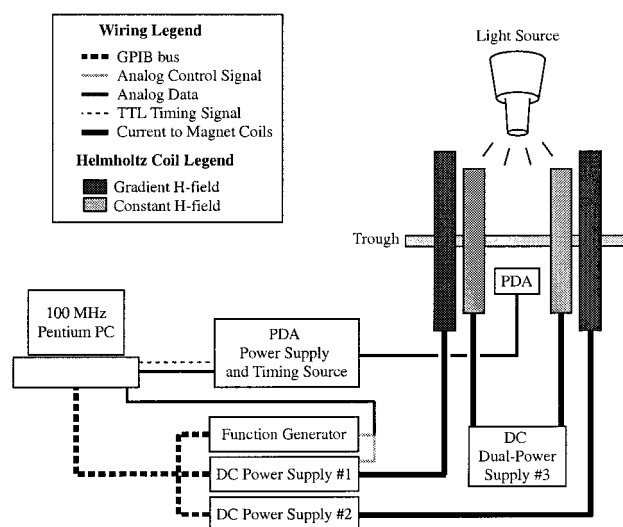 Wiring Legend
GPIB bus
Analog Control Signal
Analog Data
TTL Timing Signal
Current to Magnet Coils
Helmholtz Coil Legend
Gradient H-field
Constant H-field
Light Source
Trough
PDA
100 MHz
Pentium PC
PDA
Power Supply
and Timing Source
Function Generator
DC Power Supply #1
DC Power Supply #2
DC
Dual-Power
Supply #3